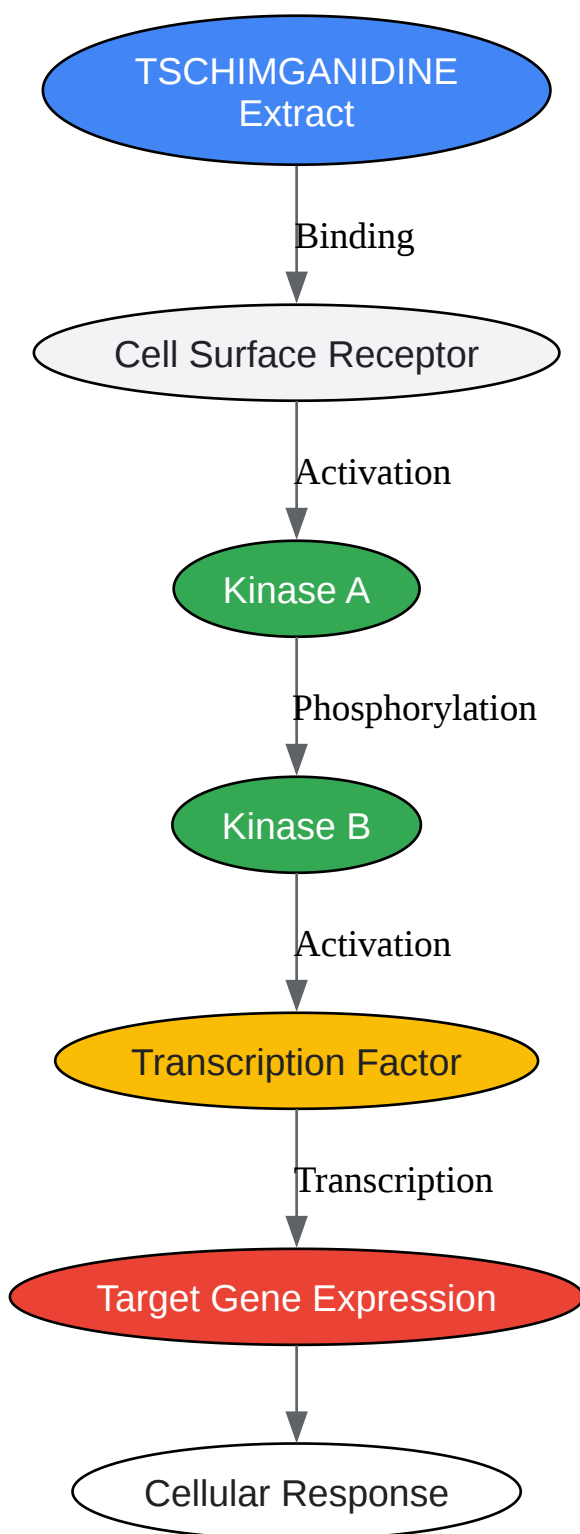 TSCHIMGANIDINE
Extract
Binding
Cell Surface Receptor
Activation
Kinase A
Phosphorylation
Kinase B
Activation
Transcription Factor
Transcription
Target Gene Expression
Cellular Response